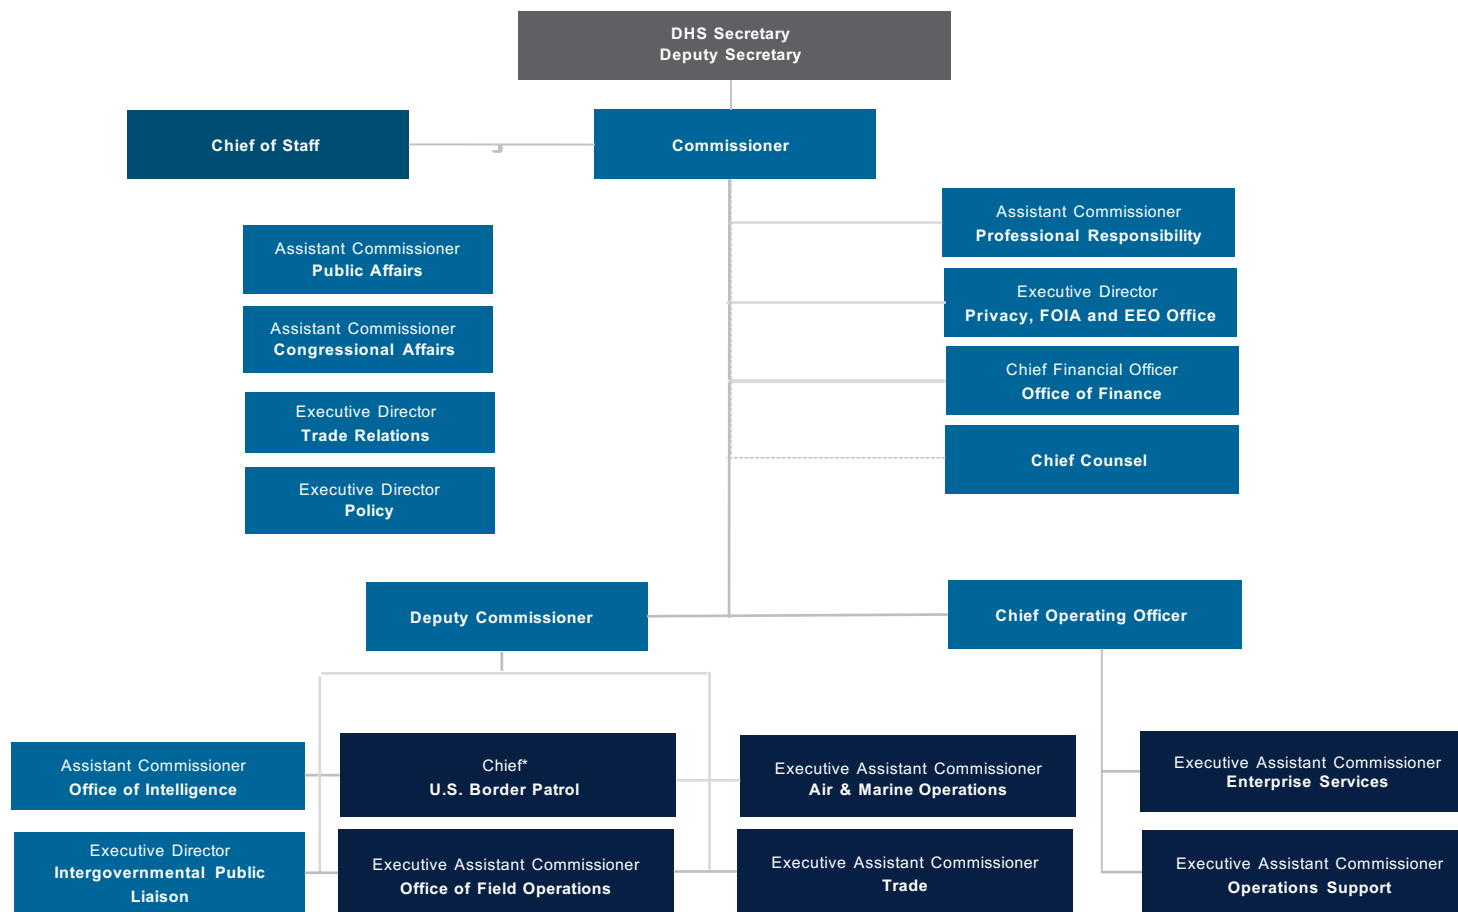 DHS Secretary
Deputy Secretary
Chief of Staff
Commissioner
Assistant Commissioner
Professional Responsibility
Assistant Commissioner
Public Affairs
Executive Director
Privacy, FOIA and EEO Office
Assistant Commissioner
Congressional Affairs
Chief Financial Officer
Office of Finance
Executive Director
Trade Relations
Chief Counsel
Executive Director
Policy
Deputy Commissioner
Chief Operating Officer
Assistant Commissioner
Office of Intelligence
Chief*
U.S. Border Patrol
Executive Assistant Commissioner
Air & Marine Operations
Executive Assistant Commissioner
Enterprise Services
Executive Director
Intergovernmental Public
Liaison
Executive Assistant Commissioner
Office of Field Operations
Executive Assistant Commissioner
Trade
Executive Assistant Commissioner
Operations Support